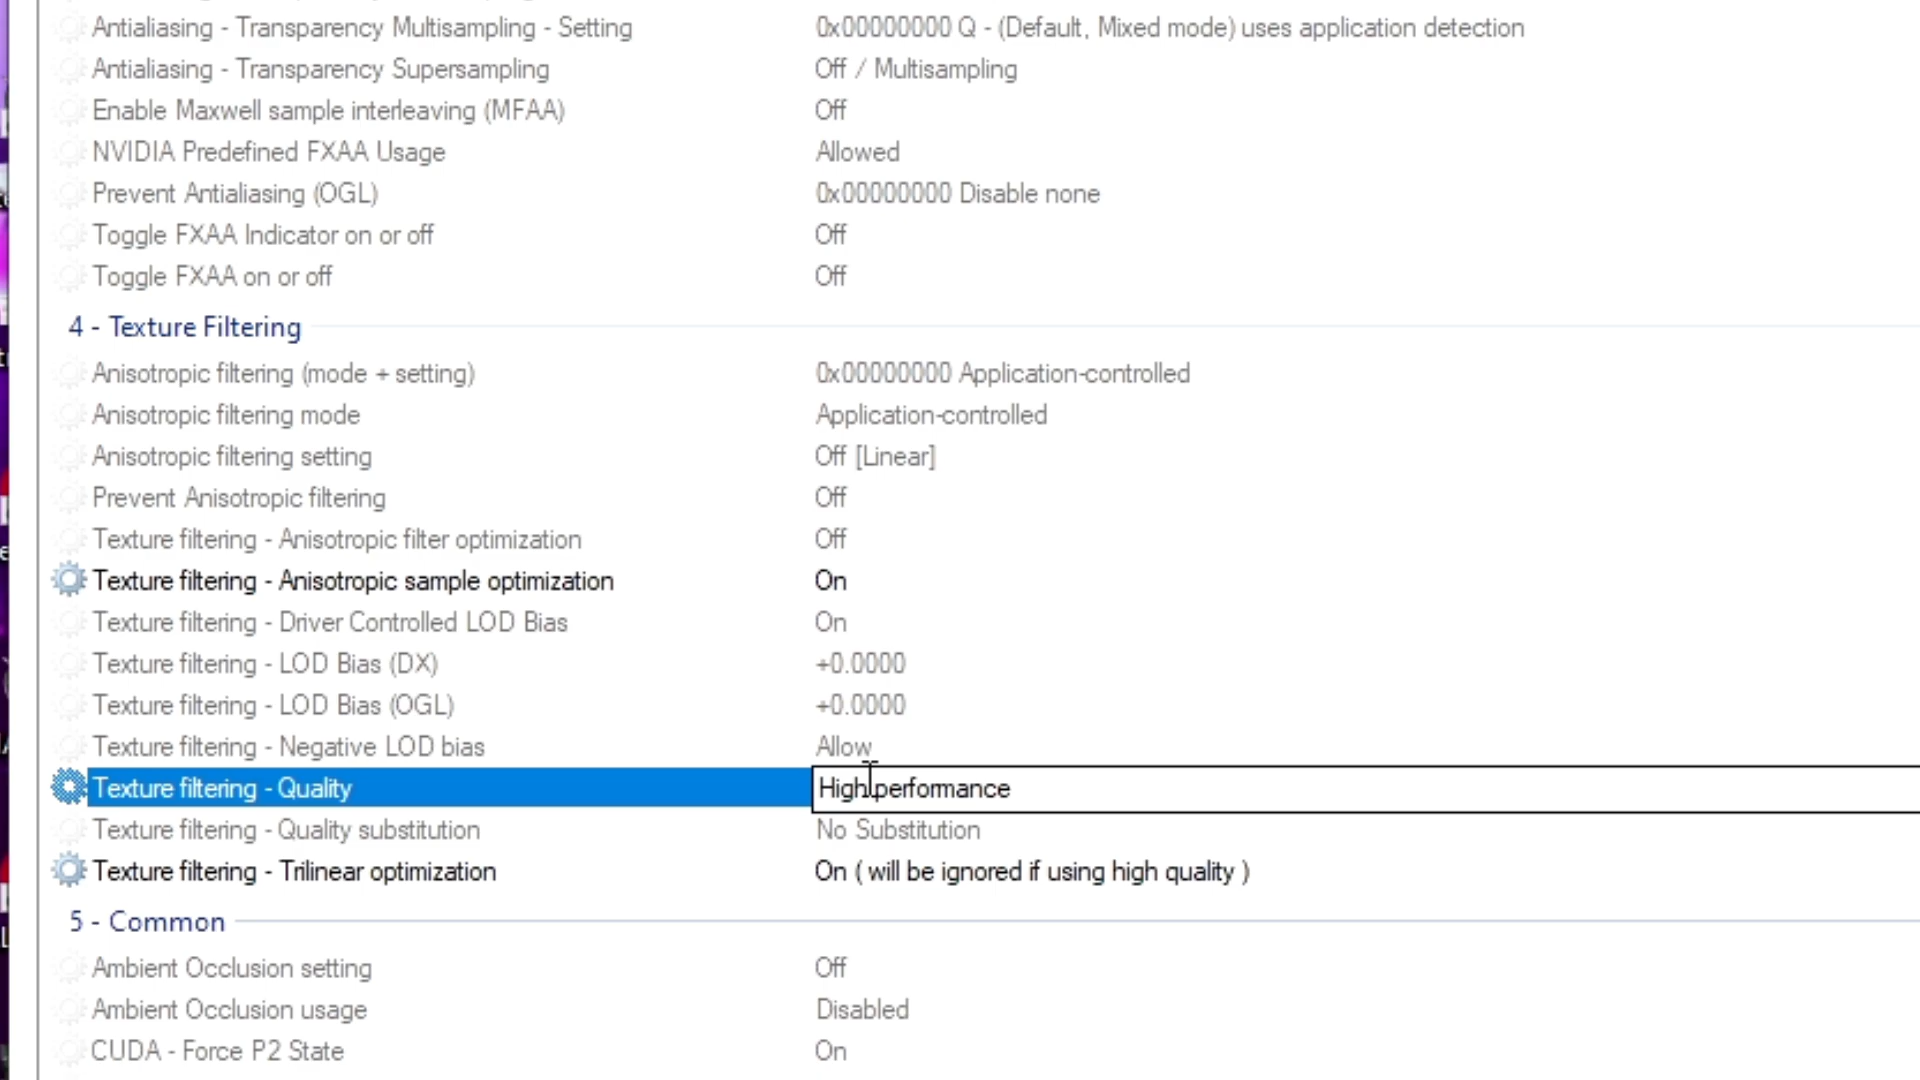 Antialiasing - Transparency Multisampling - Setting 0x00000000 Q - (Default, Mixed mode) uses application detection
Antialiasing - Transparency Supersampling Off / Multisampling
Enable Maxwell sample interleaving (MFAA) Off
NVIDIA Predefined FXAA Usage Allowed
Prevent Antialiasing (OGL) 0x00000000 Disable none
Toggle FXAA Indicator on or off Off
Toggle FXAA on or off Off
4 - Texture Filtering
Anisotropic filtering (mode + setting) 0x00000000 Application-controlled
Anisotropic filtering mode Application-controlled
Anisotropic filtering setting Off [Linear]
Prevent Anisotropic filtering Off
Texture filtering - Anisotropic filter optimization Off
Texture filtering - Anisotropic sample optimization On
Texture filtering - Driver Controlled LOD Bias On
Texture filtering - LOD Bias (DX) +0.0000
Texture filtering - LOD Bias (OGL) +0.0000
Texture filtering - Negative LOD bias Allow
Texture filtering - Quality High performance
Texture filtering - Quality substitution No Substitution
Texture filtering - Trilinear optimization On ( will be ignored if using high quality )
5 - Common
Ambient Occlusion setting Off
Ambient Occlusion usage Disabled
CUDA - Force P2 State On